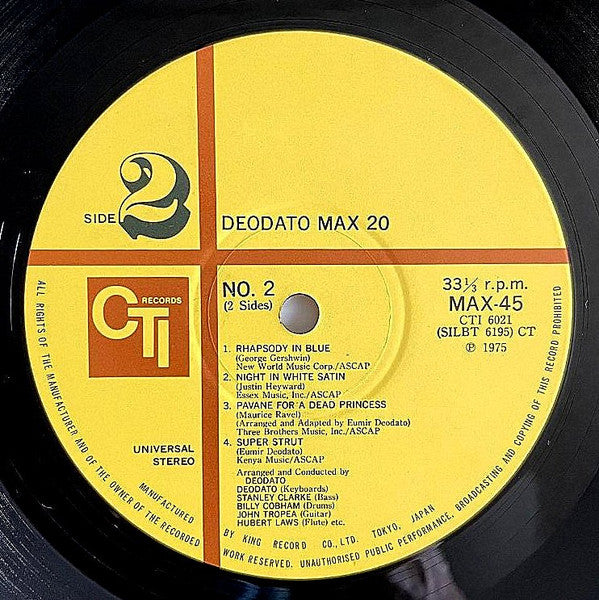 SIDE 2
DEODATO MAX 20
CTI RECORDS
NO. 2
(2 Sides)
33⅓ r.p.m.
MAX-45
CTI 6021
(SILBT 6195) CT
℗ 1975
1. RHAPSODY IN BLUE
(George Gershwin)
New World Music Corp./ASCAP
2. NIGHT IN WHITE SATIN
(Justin Heyward)
Essex Music, Inc./ASCAP
3. PAVANE FOR A DEAD PRINCESS
(Maurice Ravel)
(Arranged and Adapted by Eumir Deodato)
Three Brothers Music, Inc./ASCAP
4. SUPER STRUT
(Eumir Deodato)
Kenya Music/ASCAP
Arranged and Conducted by
DEODATO
DEODATO (Keyboards)
STANLEY CLARKE (Bass)
BILLY COBHAM (Drums)
JOHN TROPEA (Guitar)
HUBERT LAWS (Flute) etc.
UNIVERSAL
STEREO
MANUFACTURED BY KING RECORD CO., LTD. TOKYO, JAPAN
ALL RIGHTS OF THE MANUFACTURER AND OF THE OWNER OF THE RECORDED WORK RESERVED. UNAUTHORISED PUBLIC PERFORMANCE, BROADCASTING AND COPYING OF THIS RECORD PROHIBITED